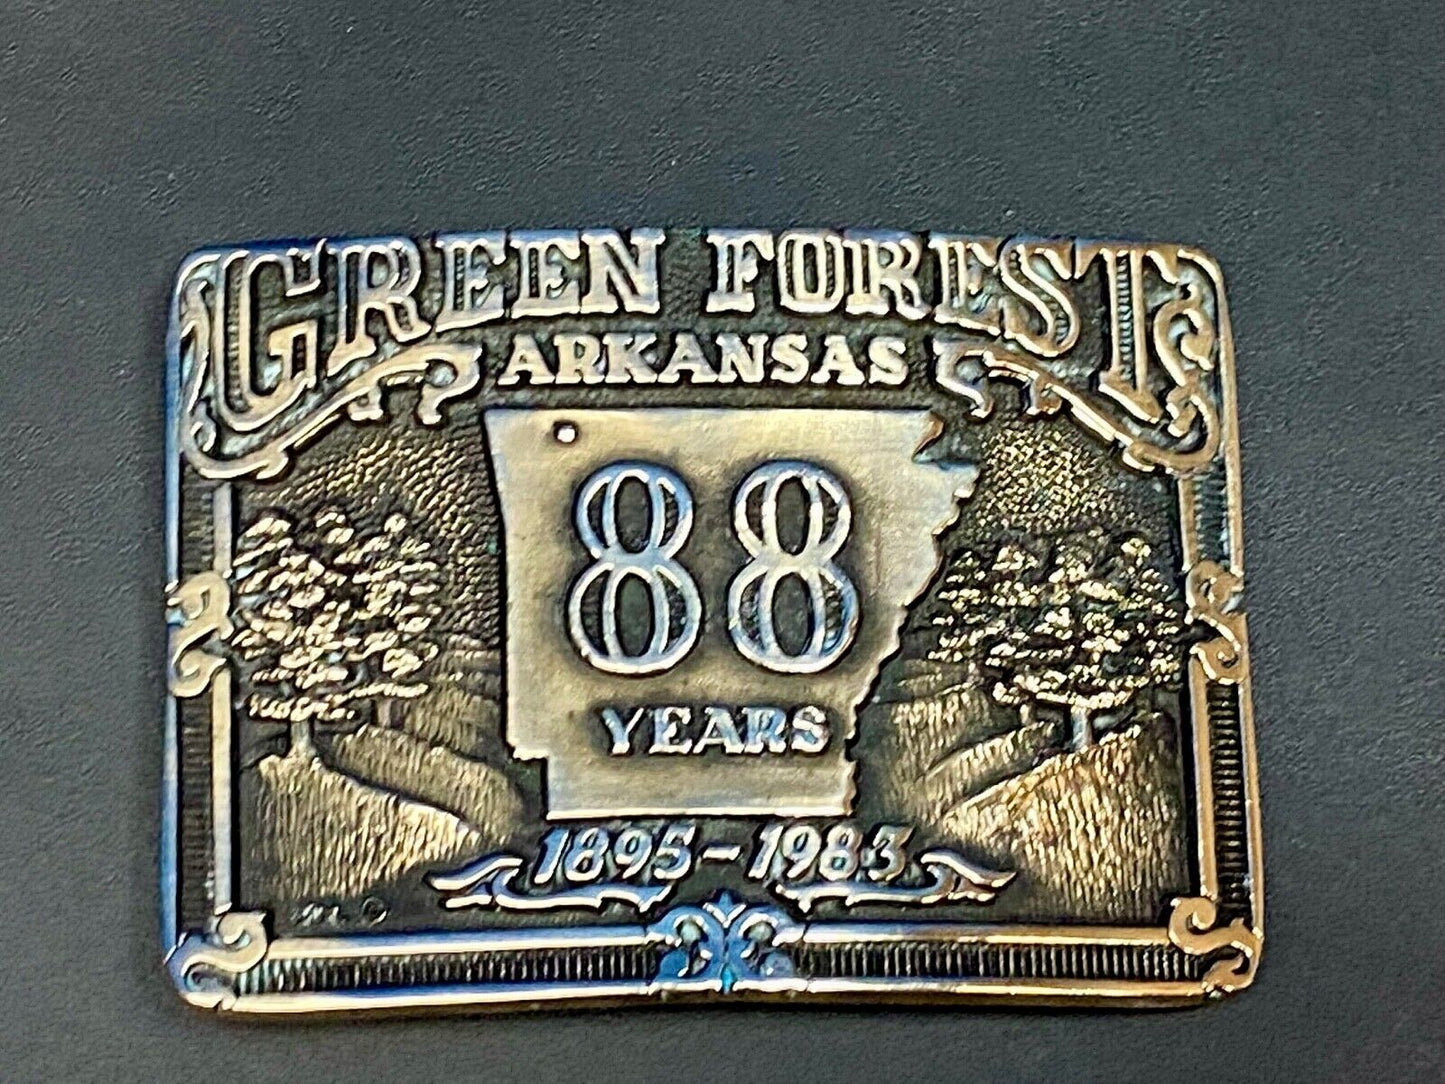 GREEN FOREST
ARKANSAS
88
YEARS
1895-1983
©